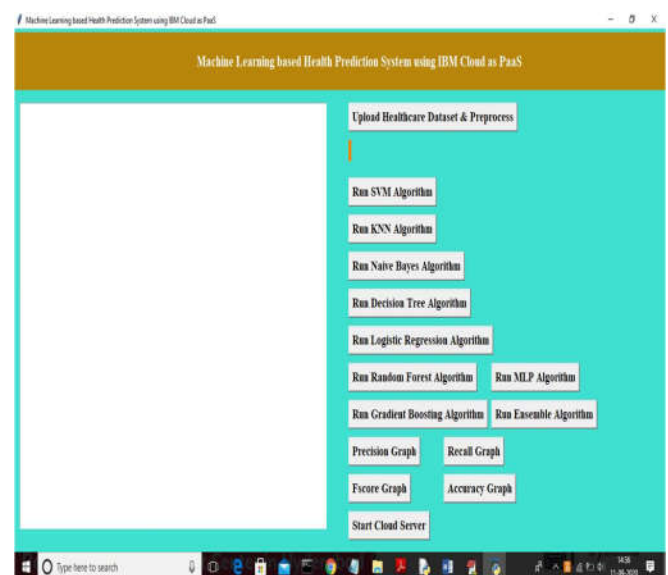 Machine Learning based Health Prediction System using IBM Cloud as PaaS
Machine Learning based Health Prediction System using IBM Cloud as PaaS
Upload Healthcare Dataset & Preprocess
Run SVM Algorithm
Run KNN Algorithm
Run Naive Bayes Algorithm
Run Decision Tree Algorithm
Run Logistic Regression Algorithm
Run Random Forest Algorithm Run MLP Algorithm
Run Gradient Boosting Algorithm Run Ensemble Algorithm
Precision Graph Recall Graph
Fscore Graph Accuracy Graph
Start Cloud Server
Type here to search
14:36